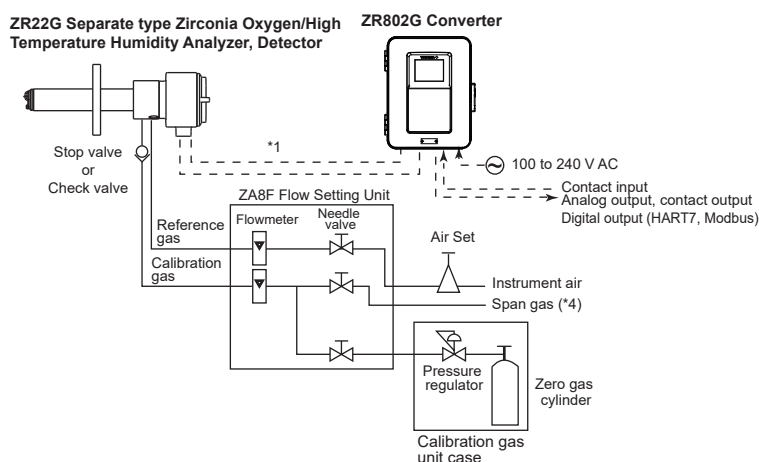 ZR22G Separate type Zirconia Oxygen/High
Temperature Humidity Analyzer, Detector
ZR802G Converter
*1
100 to 240 V AC
Contact input
Analog output, contact output
Digital output (HART7, Modbus)
Stop valve
or
Check valve
ZA8F Flow Setting Unit
Flowmeter
Needle
valve
Reference
gas
Calibration
gas
Air Set
Instrument air
Span gas (*4)
Pressure
regulator
Zero gas
cylinder
Calibration gas
unit case